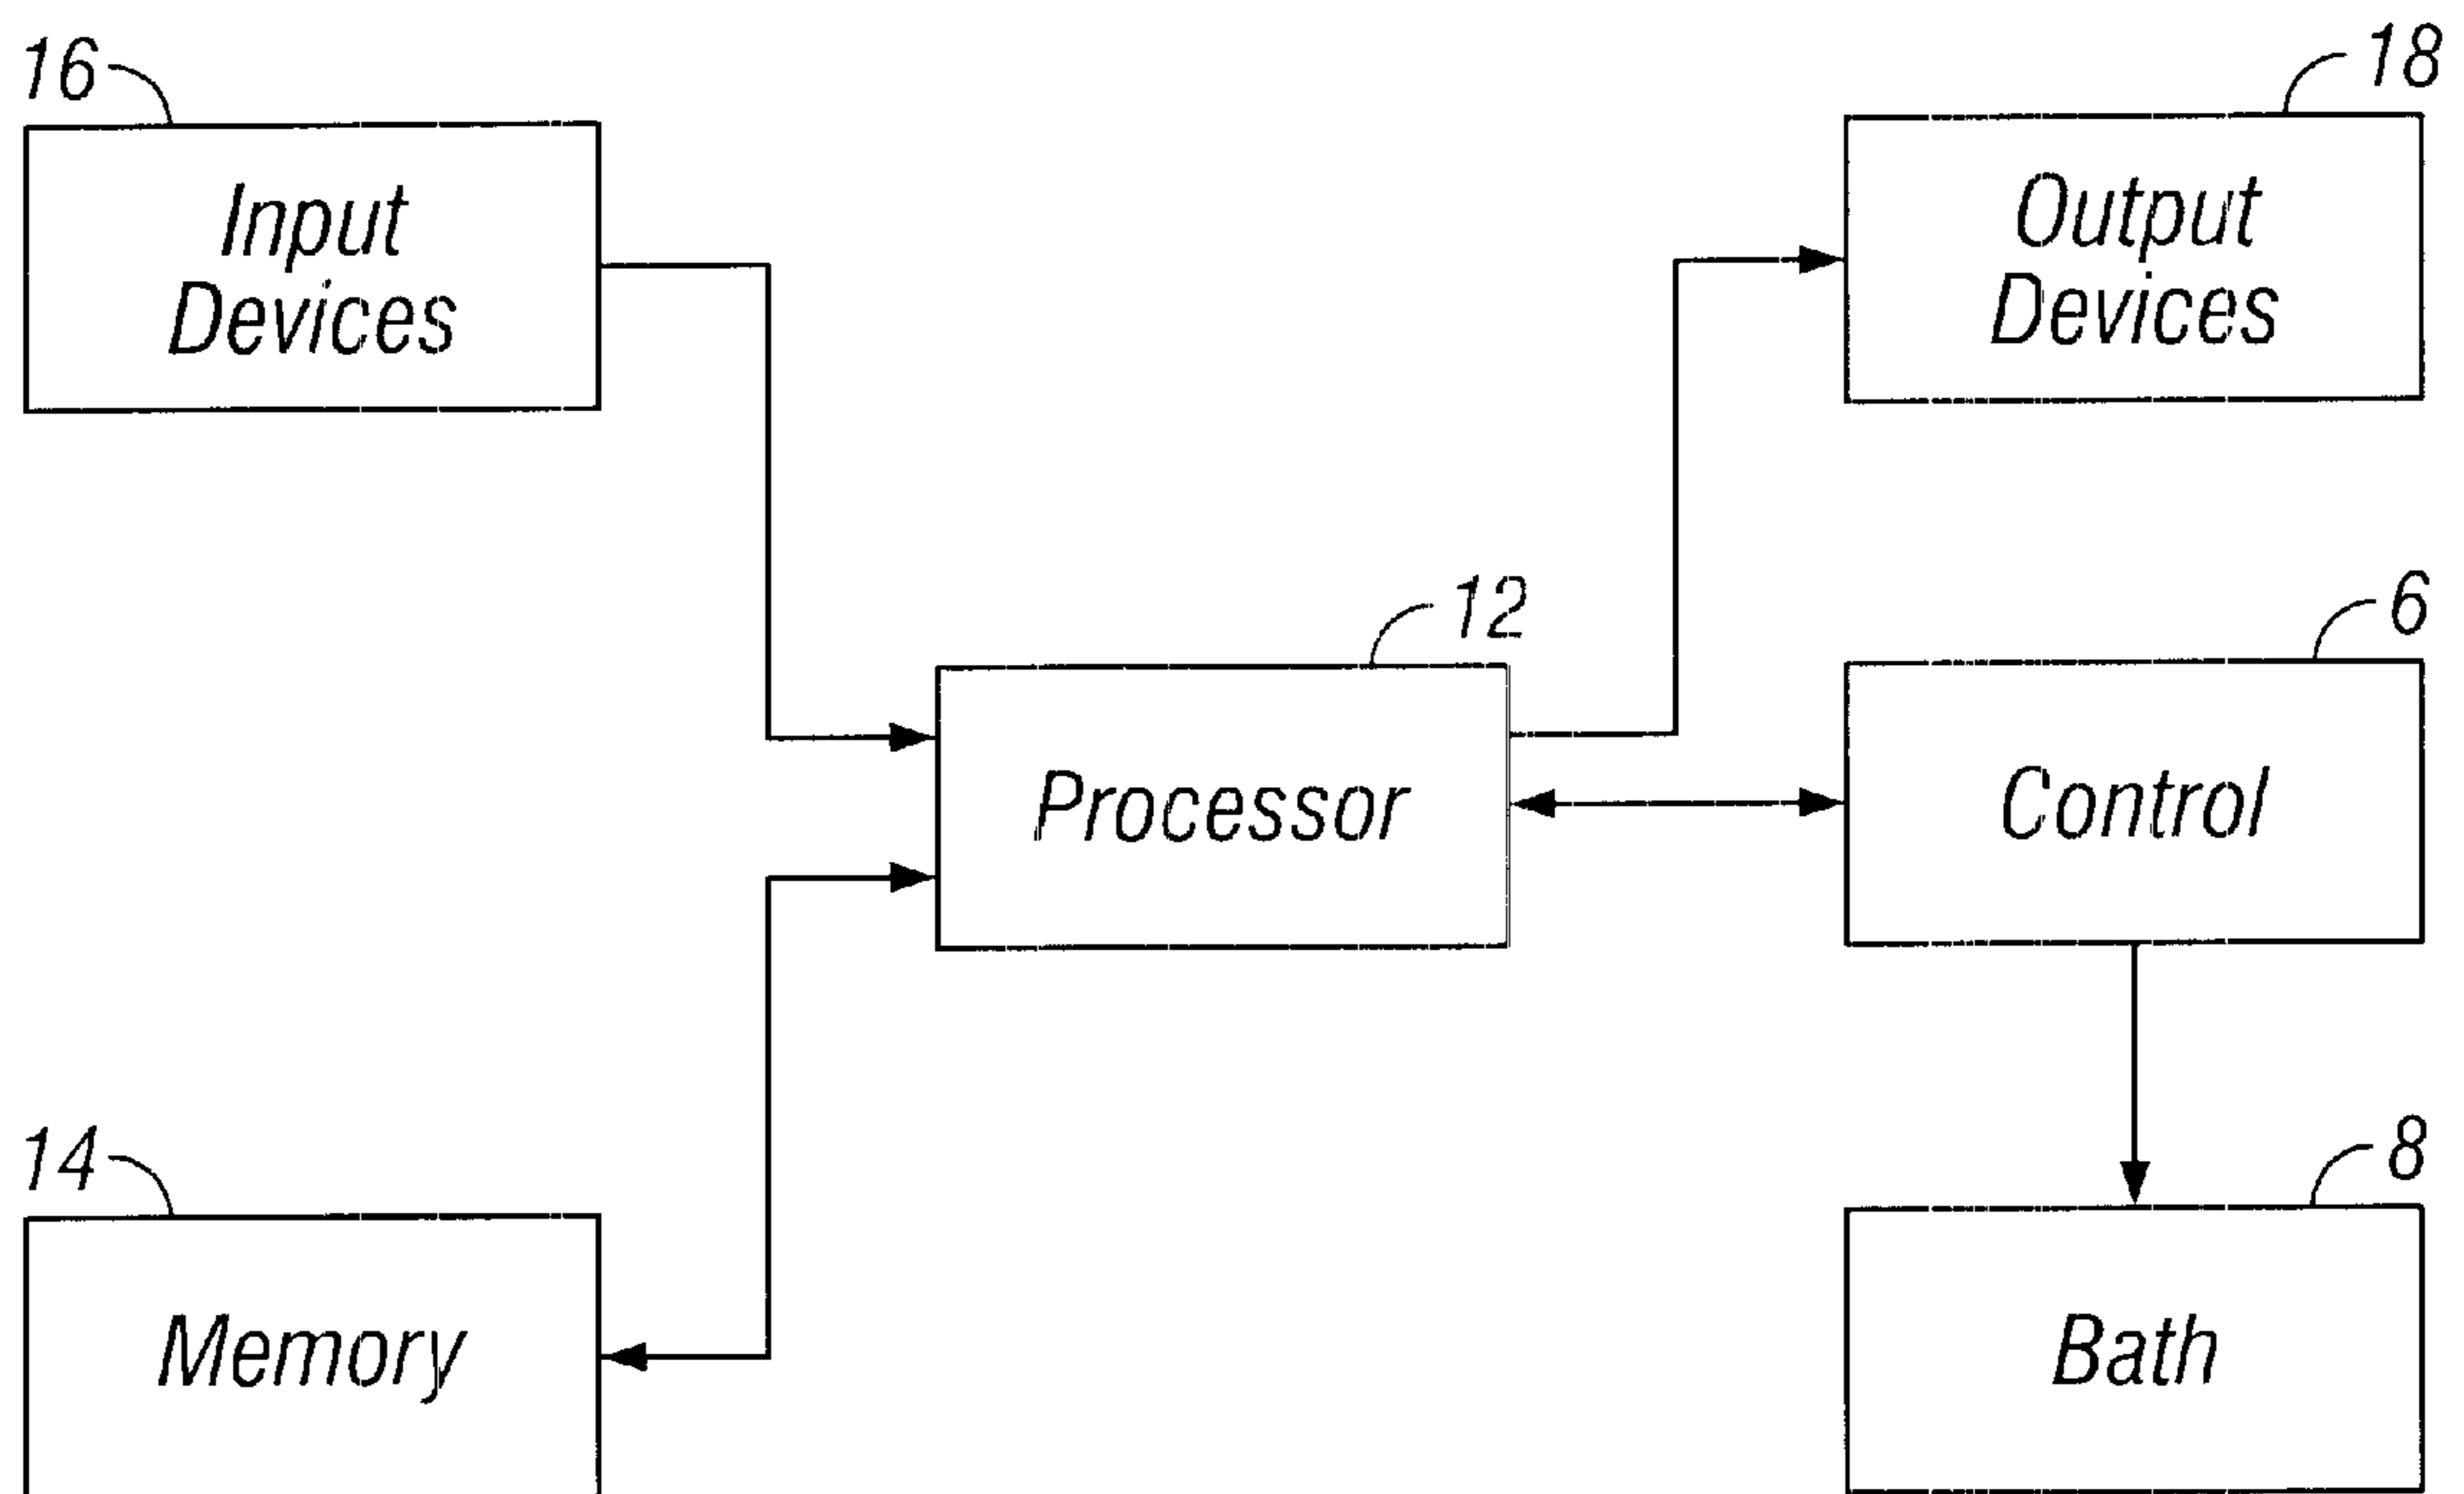 16
18
Input
Devices
Output
Devices
12
6
Processor
Control
14
8
Memory
Bath